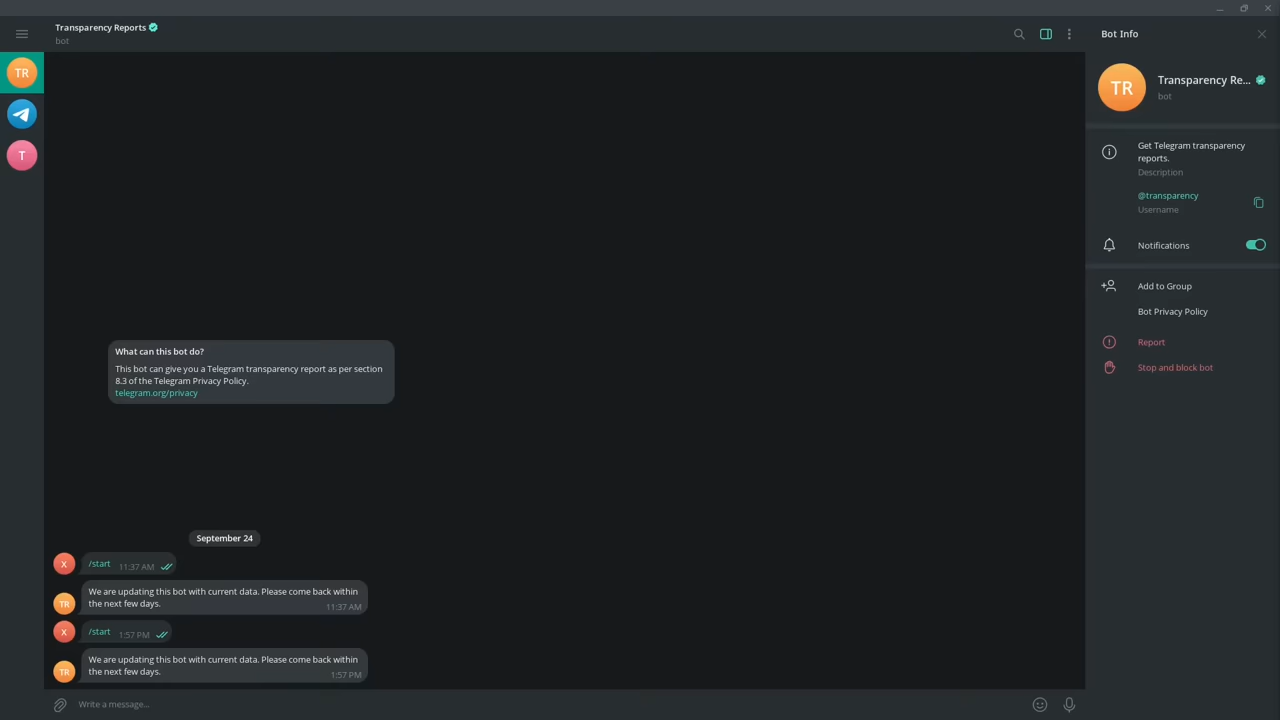 Transparency Reports
bot
TR
T
What can this bot do?
This bot can give you a Telegram transparency report as per section
8.3 of the Telegram Privacy Policy.
telegram.org/privacy
September 24
X
/start
11:37 AM
We are updating this bot with current data. Please come back within
the next few days.
11:37 AM
TR
X
/start
1:57 PM
We are updating this bot with current data. Please come back within
the next few days.
1:57 PM
TR
Write a message...
Bot Info
TR
Transparency Re...
bot
Get Telegram transparency
reports.
Description
@transparency
Username
Notifications
Add to Group
Bot Privacy Policy
Report
Stop and block bot